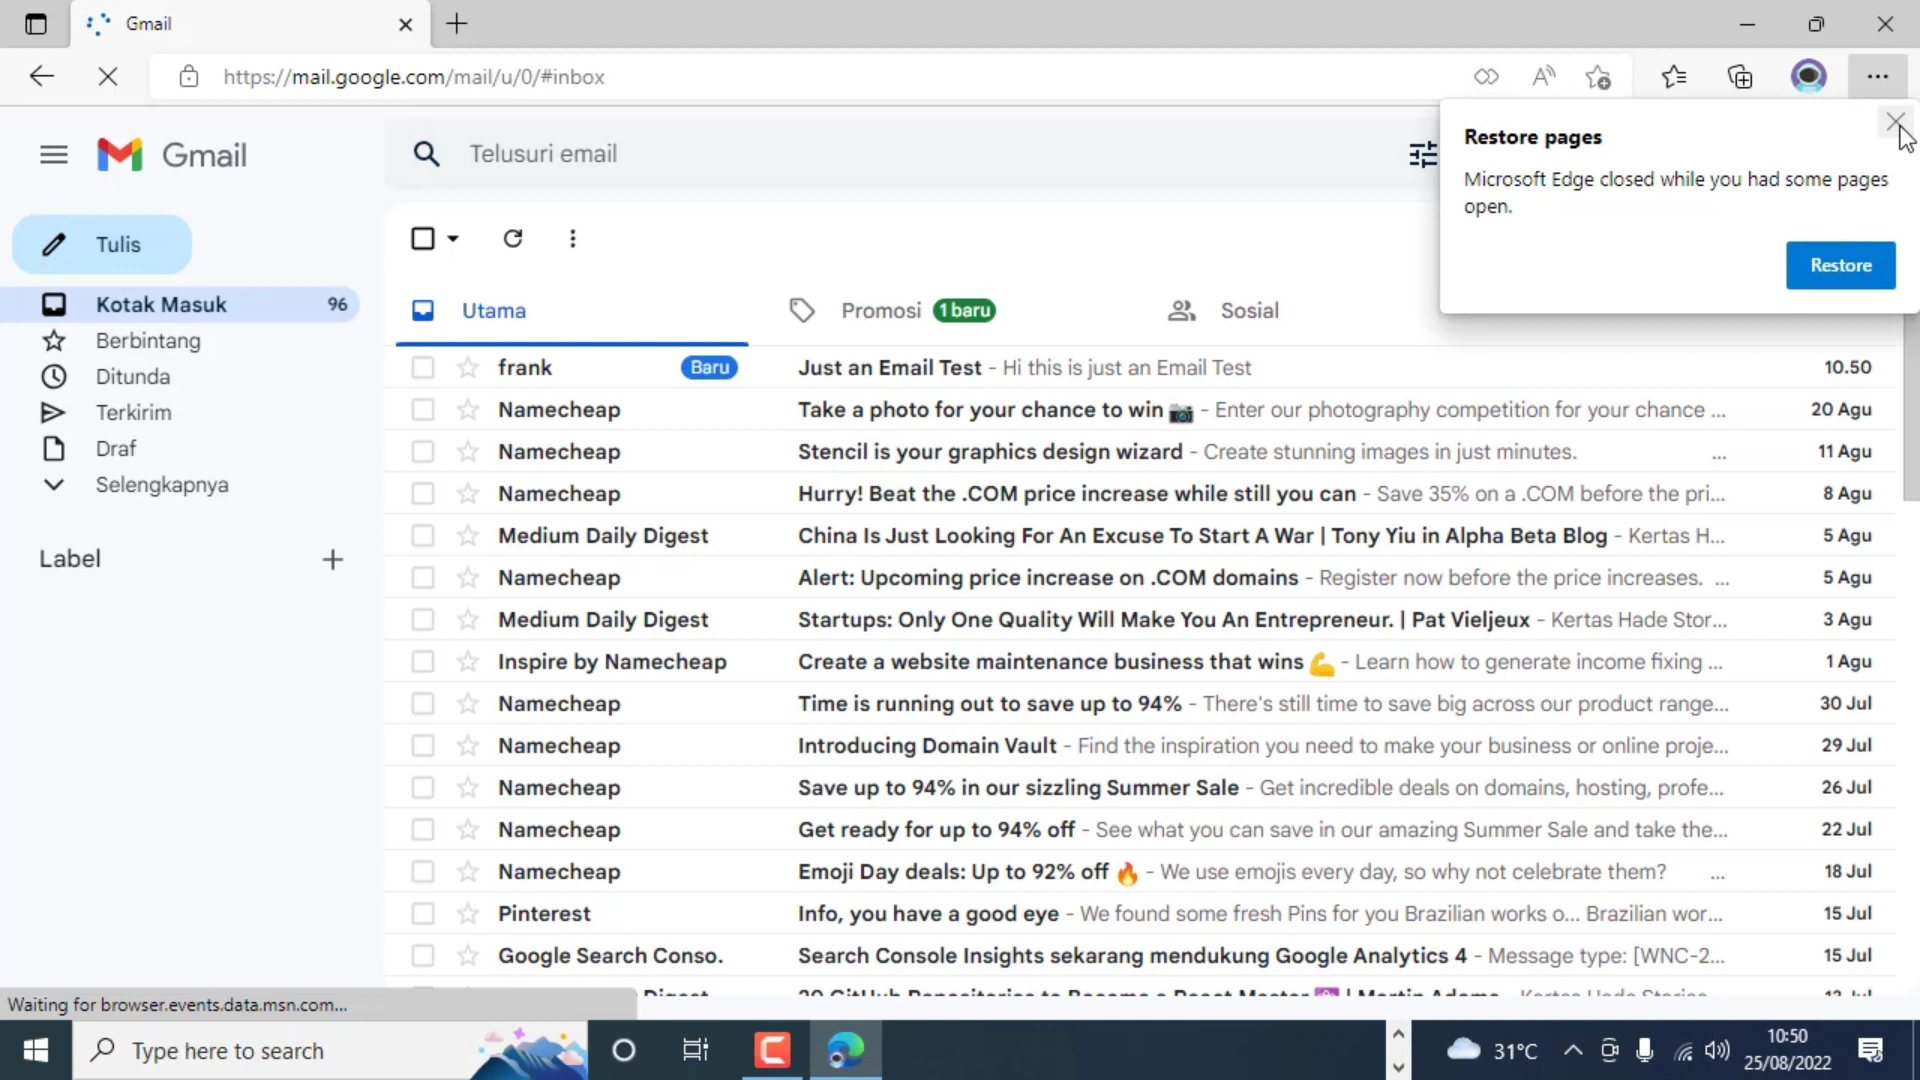 Gmail
https://mail.google.com/mail/u/0/#inbox
Gmail
Telusuri email
Restore pages
Microsoft Edge closed while you had some pages
open.
Restore
Tulis
Kotak Masuk 96
Berbintang
Ditunda
Terkirim
Draf
Selengkapnya
Label
Utama
Promosi 1 baru
Sosial
frank Baru Just an Email Test - Hi this is just an Email Test 10.50
Namecheap Take a photo for your chance to win 📷 - Enter our photography competition for your chance ... 20 Agu
Namecheap Stencil is your graphics design wizard - Create stunning images in just minutes. ... 11 Agu
Namecheap Hurry! Beat the .COM price increase while still you can - Save 35% on a .COM before the pri... 8 Agu
Medium Daily Digest China Is Just Looking For An Excuse To Start A War | Tony Yiu in Alpha Beta Blog - Kertas H... 5 Agu
Namecheap Alert: Upcoming price increase on .COM domains - Register now before the price increases. ... 5 Agu
Medium Daily Digest Startups: Only One Quality Will Make You An Entrepreneur. | Pat Vieljeux - Kertas Hade Stor... 3 Agu
Inspire by Namecheap Create a website maintenance business that wins 💪 - Learn how to generate income fixing ... 1 Agu
Namecheap Time is running out to save up to 94% - There's still time to save big across our product range... 30 Jul
Namecheap Introducing Domain Vault - Find the inspiration you need to make your business or online proje... 29 Jul
Namecheap Save up to 94% in our sizzling Summer Sale - Get incredible deals on domains, hosting, profe... 26 Jul
Namecheap Get ready for up to 94% off - See what you can save in our amazing Summer Sale and take the... 22 Jul
Namecheap Emoji Day deals: Up to 92% off 🔥 - We use emojis every day, so why not celebrate them? ... 18 Jul
Pinterest Info, you have a good eye - We found some fresh Pins for you Brazilian works o... Brazilian wor... 15 Jul
Google Search Conso. Search Console Insights sekarang mendukung Google Analytics 4 - Message type: [WNC-2... 15 Jul
Digest 20 GitHub Repositories to Become a React Master | Martin Adams - Kertas Hade Stories
Waiting for browser.events.data.msn.com...
Type here to search
31°C
10:50
25/08/2022